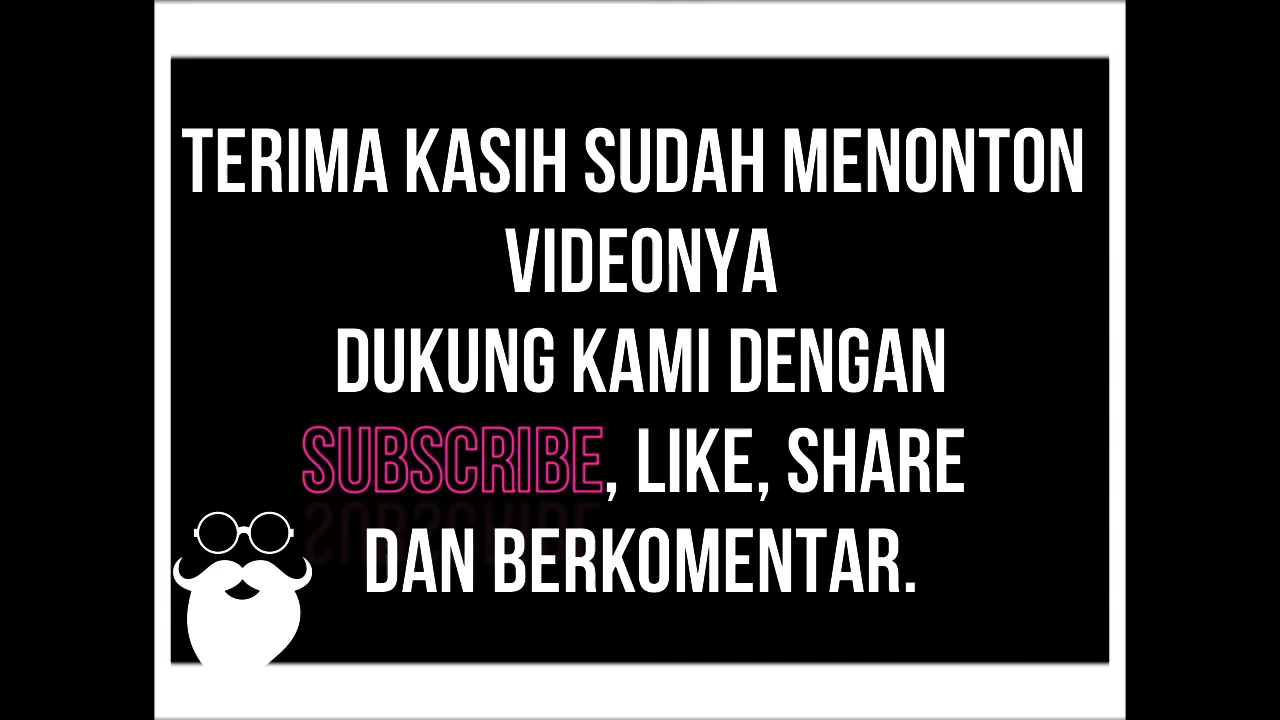 TERIMA KASIH SUDAH MENONTON
VIDEONYA
DUKUNG KAMI DENGAN
SUBSCRIBE, LIKE, SHARE
DAN BERKOMENTAR.